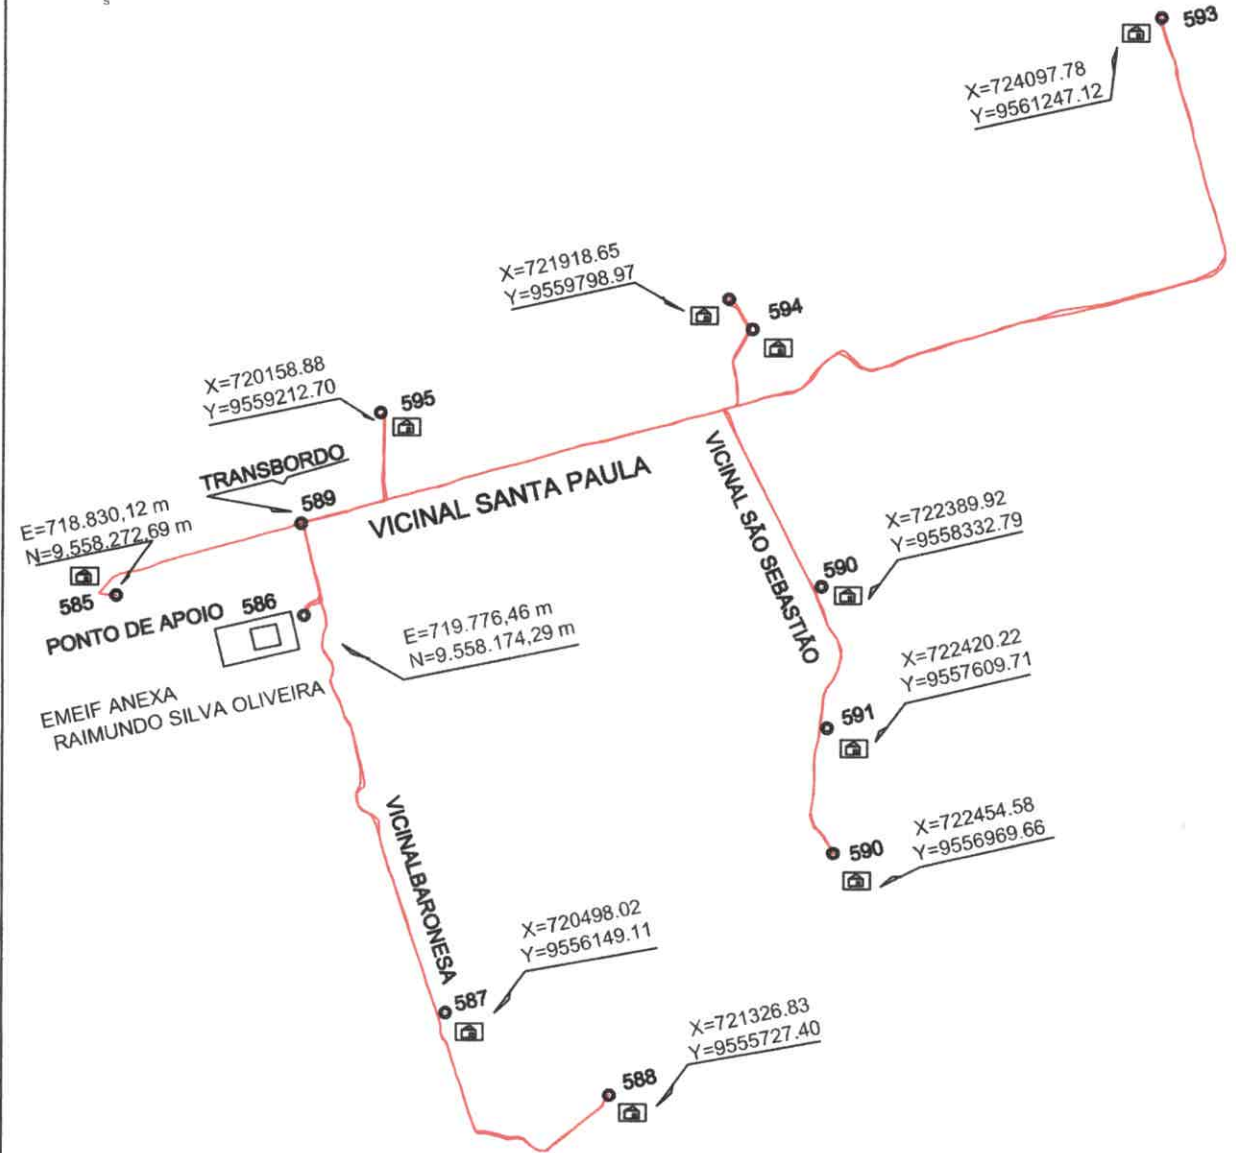 s
593
X=724097.78
Y=9561247.12
X=721918.65
Y=9559798.97
594
X=720158.88
Y=9559212.70
595
TRANSBORDO
589
VICINAL SANTA PAULA
VICINAL SÃO SEBASTIÃO
E=718.830,12 m
N=9.558.272,69 m
585
PONTO DE APOIO
586
E=719.776,46 m
N=9.558.174,29 m
EMEIF ANEXA
RAIMUNDO SILVA OLIVEIRA
590
X=722389.92
Y=9558332.79
591
X=722420.22
Y=9557609.71
590
X=722454.58
Y=9556969.66
VICINALBARONESA
587
X=720498.02
Y=9556149.11
588
X=721326.83
Y=9555727.40